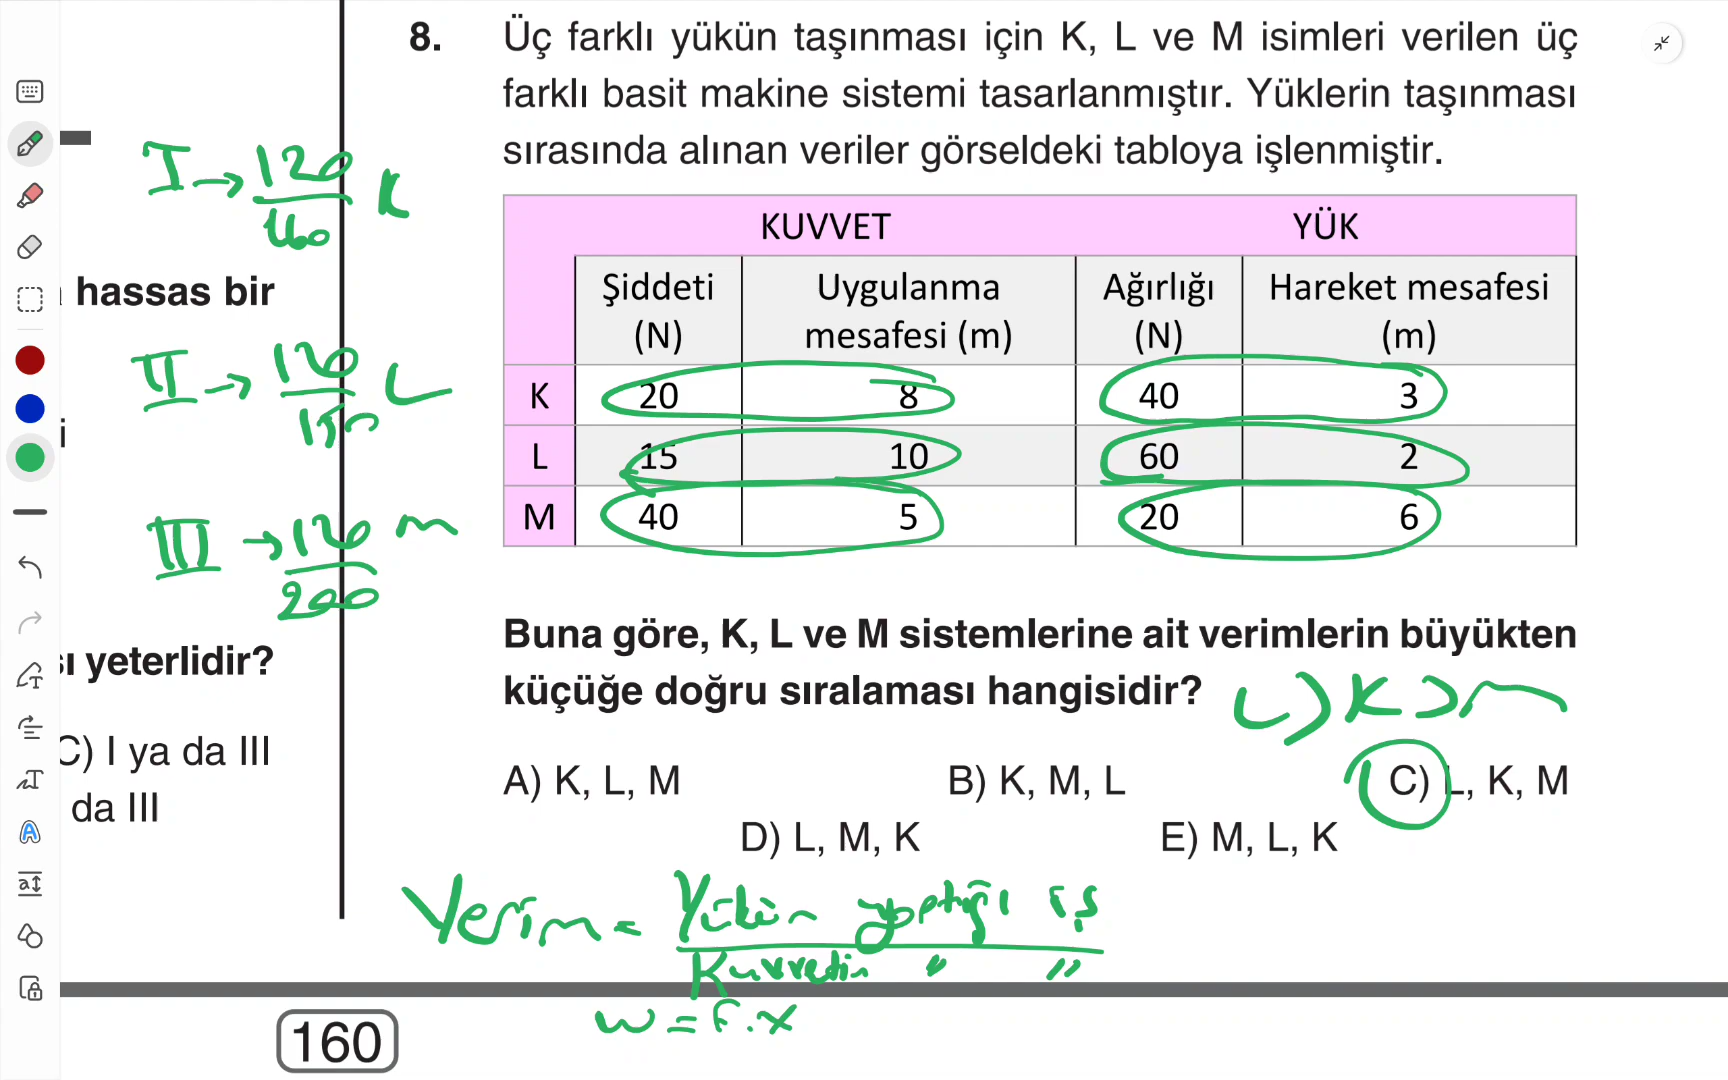 8. Üç farklı yükün taşınması için K, L ve M isimleri verilen üç
farklı basit makine sistemi tasarlanmıştır. Yüklerin taşınması
sırasında alınan veriler görseldeki tabloya işlenmiştir.
KUVVET YÜK
Şiddeti (N) Uygulanma mesafesi (m) Ağırlığı (N) Hareket mesafesi (m)
K 20 8 40 3
L 15 10 60 2
M 40 5 20 6
Buna göre, K, L ve M sistemlerine ait verimlerin büyükten
küçüğe doğru sıralaması hangisidir? L > K > m
A) K, L, M B) K, M, L C) L, K, M
D) L, M, K E) M, L, K
Verim = Yükün yaptığı iş
Kuvvetin " "
W = F.x
I → 120 K
160
hassas bir
II → 120 L
150
i
III → 120 m
200
ı yeterlidir?
C) I ya da III
da III
160